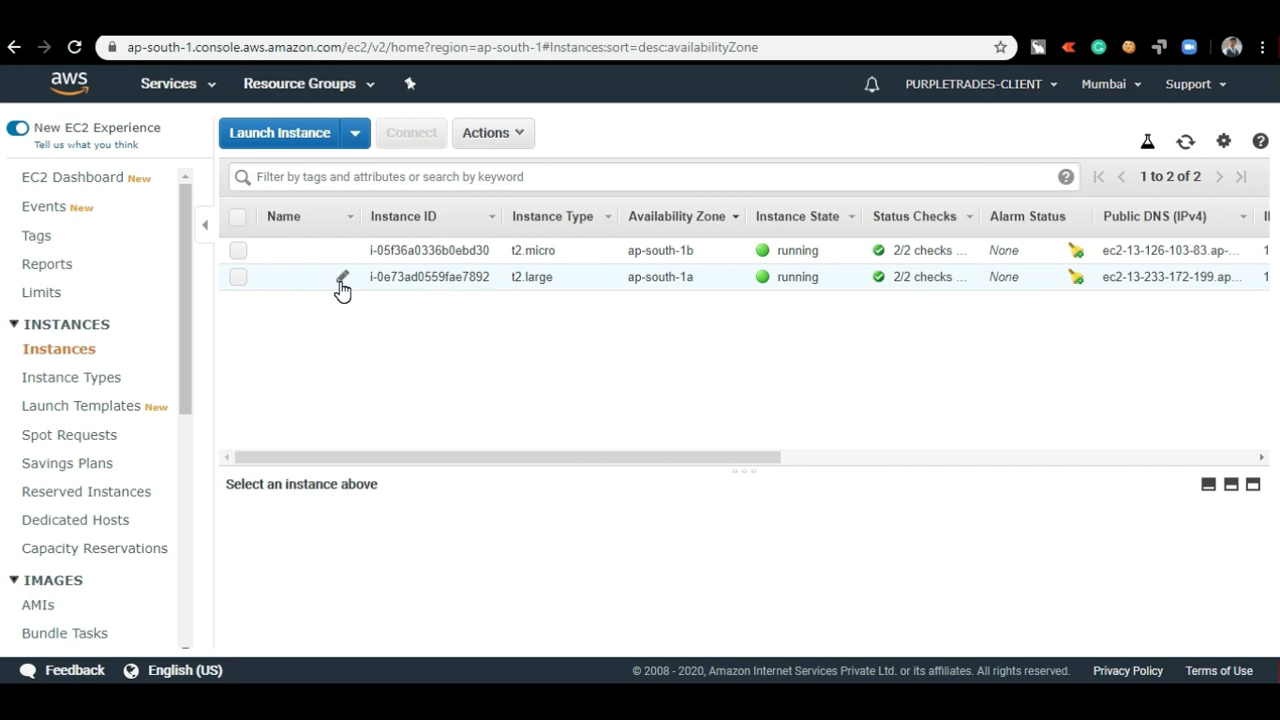 ap-south-1.console.aws.amazon.com/ec2/v2/home?region=ap-south-1#Instances:sort=desc:availabilityZone
aws Services Resource Groups PURPLETRADES-CLIENT Mumbai Support
New EC2 Experience
Tell us what you think
EC2 Dashboard New
Events New
Tags
Reports
Limits
INSTANCES
Instances
Instance Types
Launch Templates New
Spot Requests
Savings Plans
Reserved Instances
Dedicated Hosts
Capacity Reservations
IMAGES
AMIs
Bundle Tasks
Launch Instance Connect Actions
Filter by tags and attributes or search by keyword 1 to 2 of 2
Name Instance ID Instance Type Availability Zone Instance State Status Checks Alarm Status Public DNS (IPv4)
i-05f36a0336b0ebd30 t2.micro ap-south-1b running 2/2 checks ... None ec2-13-126-103-83.ap-...
i-0e73ad0559fae7892 t2.large ap-south-1a running 2/2 checks ... None ec2-13-233-172-199.ap...
Select an instance above
Feedback English (US) © 2008 - 2020, Amazon Internet Services Private Ltd. or its affiliates. All rights reserved. Privacy Policy Terms of Use